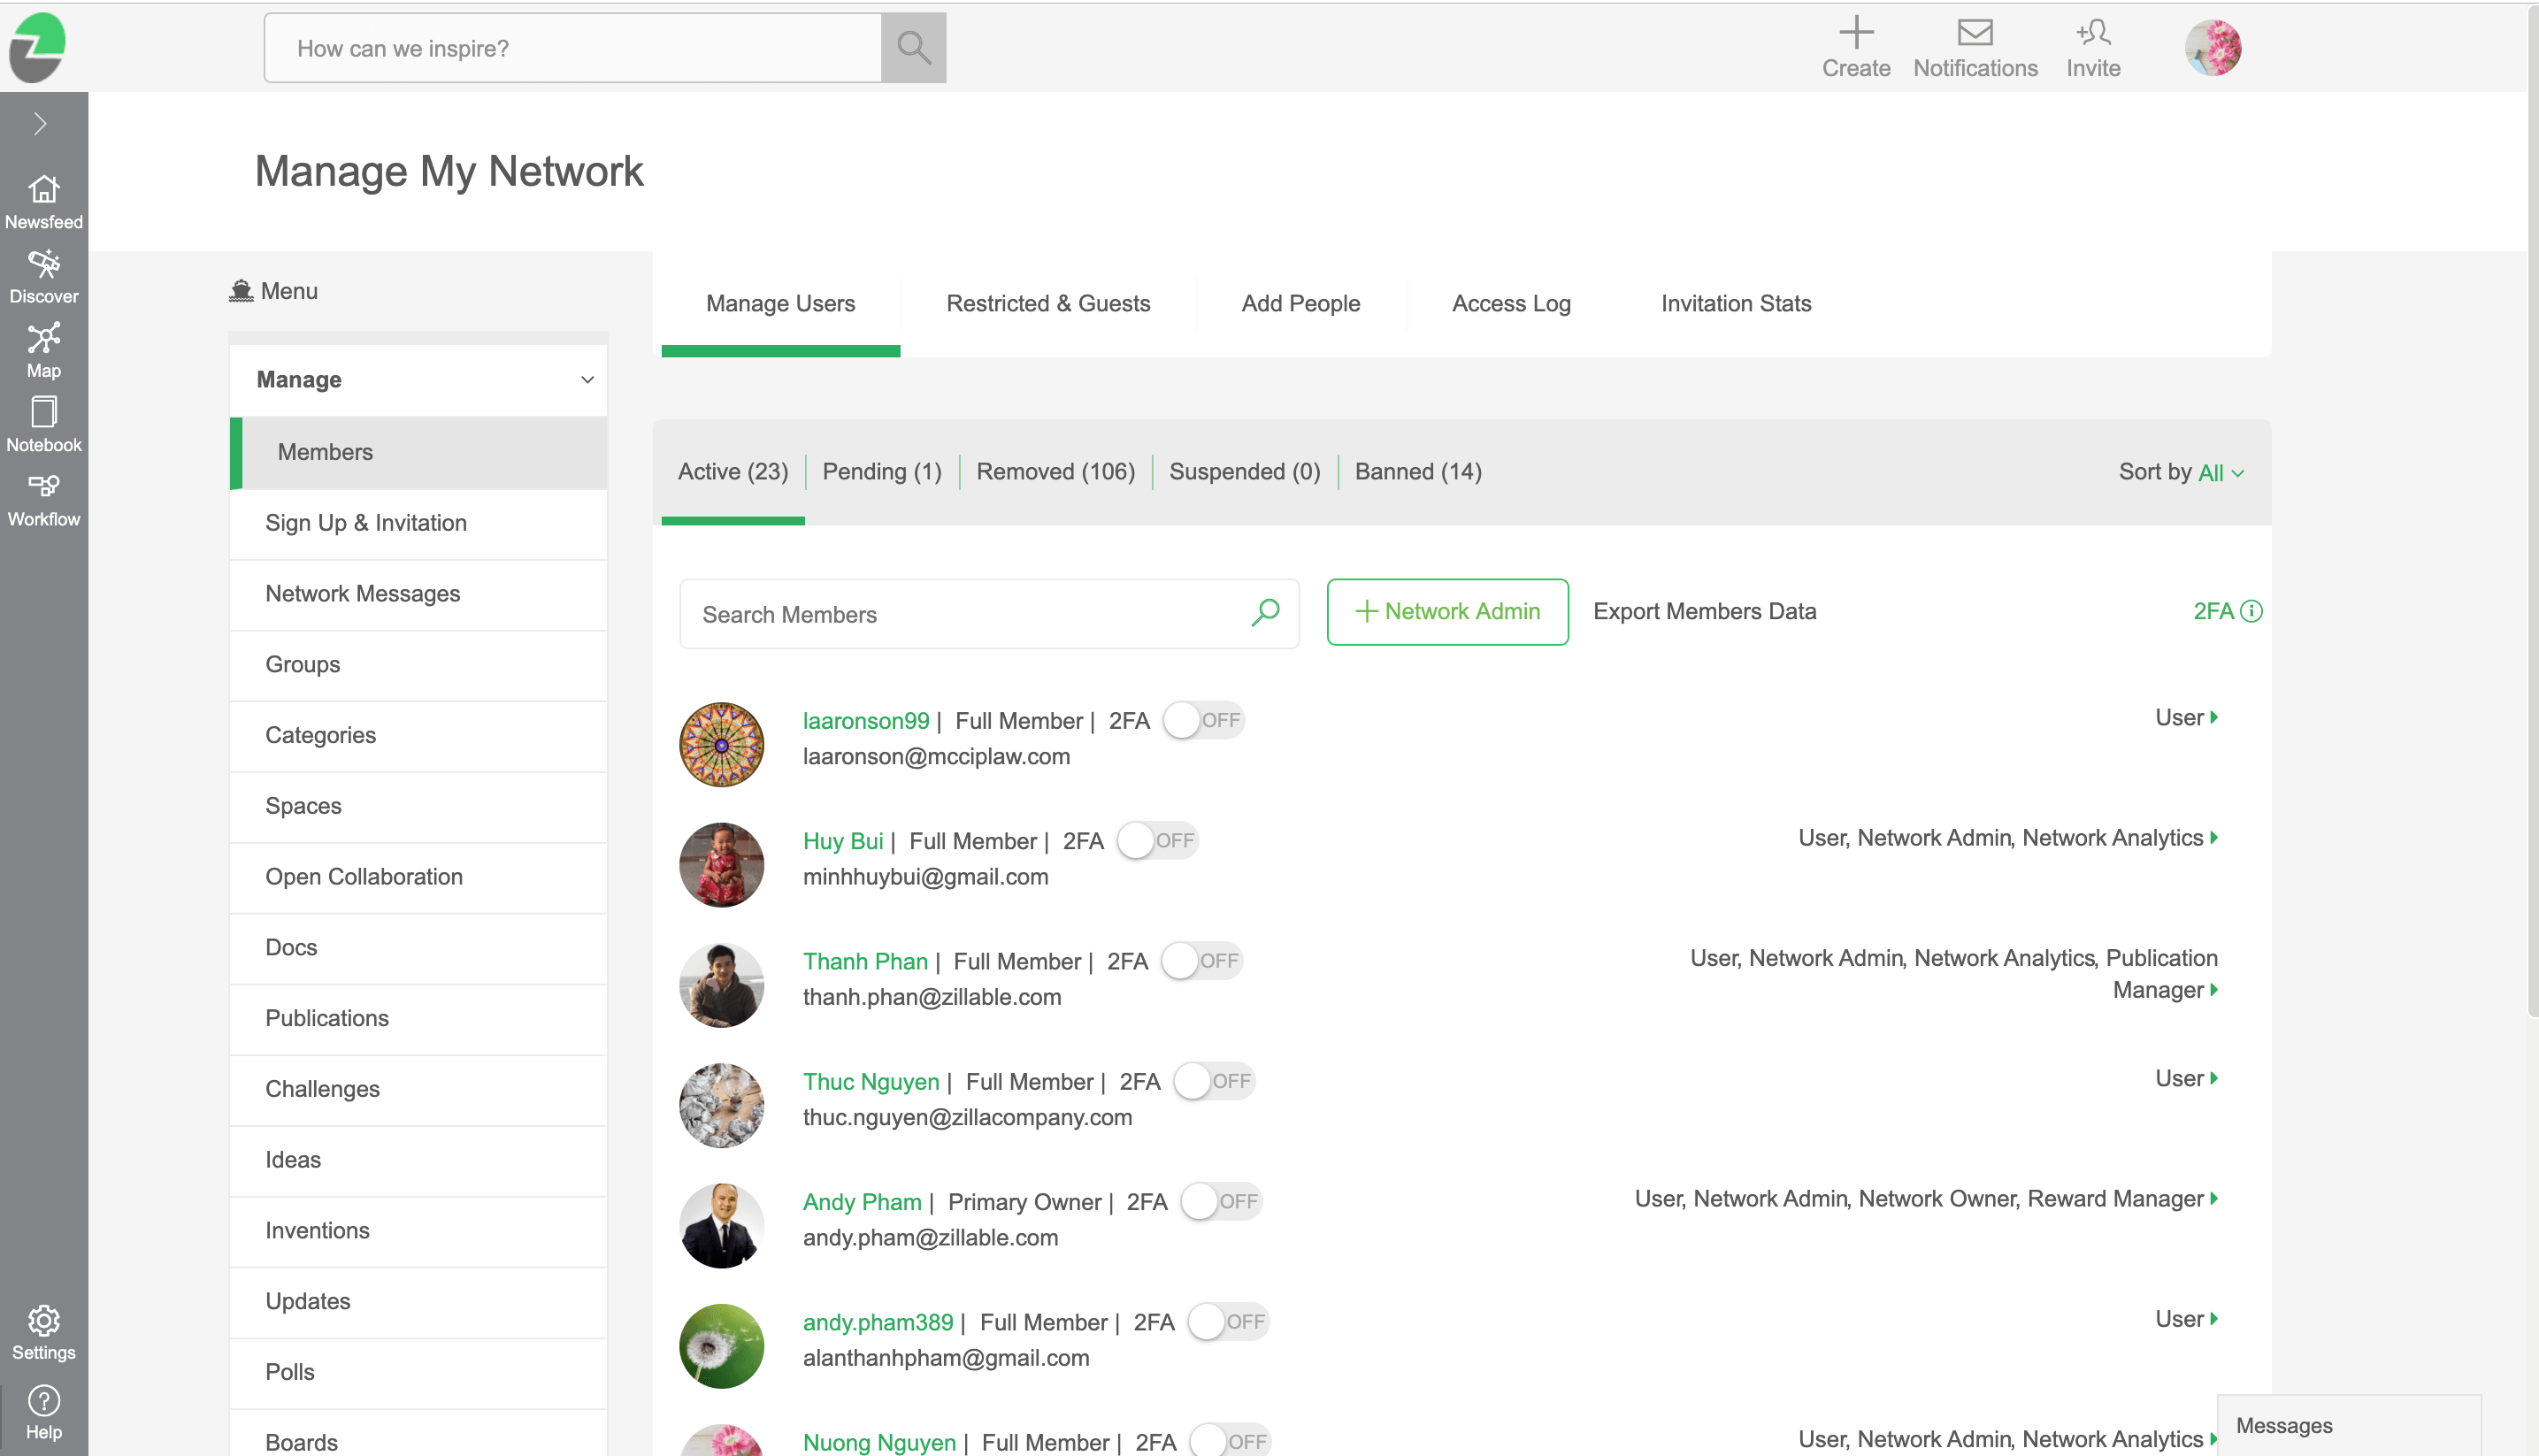 How can we inspire?
Create
Notifications
Invite
Newsfeed
Discover
Map
Notebook
Workflow
Settings
Help
Manage My Network
Menu
Manage
Members
Sign Up & Invitation
Network Messages
Groups
Categories
Spaces
Open Collaboration
Docs
Publications
Challenges
Ideas
Inventions
Updates
Polls
Boards
Manage Users
Restricted & Guests
Add People
Access Log
Invitation Stats
Active (23)
Pending (1)
Removed (106)
Suspended (0)
Banned (14)
Sort by All
Search Members
Network Admin
Export Members Data
2FA
laaronson99 | Full Member | 2FA OFF
laaronson@mcciplaw.com
User
Huy Bui | Full Member | 2FA OFF
minhhuybui@gmail.com
User, Network Admin, Network Analytics
Thanh Phan | Full Member | 2FA OFF
thanh.phan@zillable.com
User, Network Admin, Network Analytics, Publication
Manager
Thuc Nguyen | Full Member | 2FA OFF
thuc.nguyen@zillacompany.com
User
Andy Pham | Primary Owner | 2FA OFF
andy.pham@zillable.com
User, Network Admin, Network Owner, Reward Manager
andy.pham389 | Full Member | 2FA OFF
alanthanhpham@gmail.com
User
Nuong Nguyen | Full Member | 2FA OFF
User, Network Admin, Network Analytics
Messages